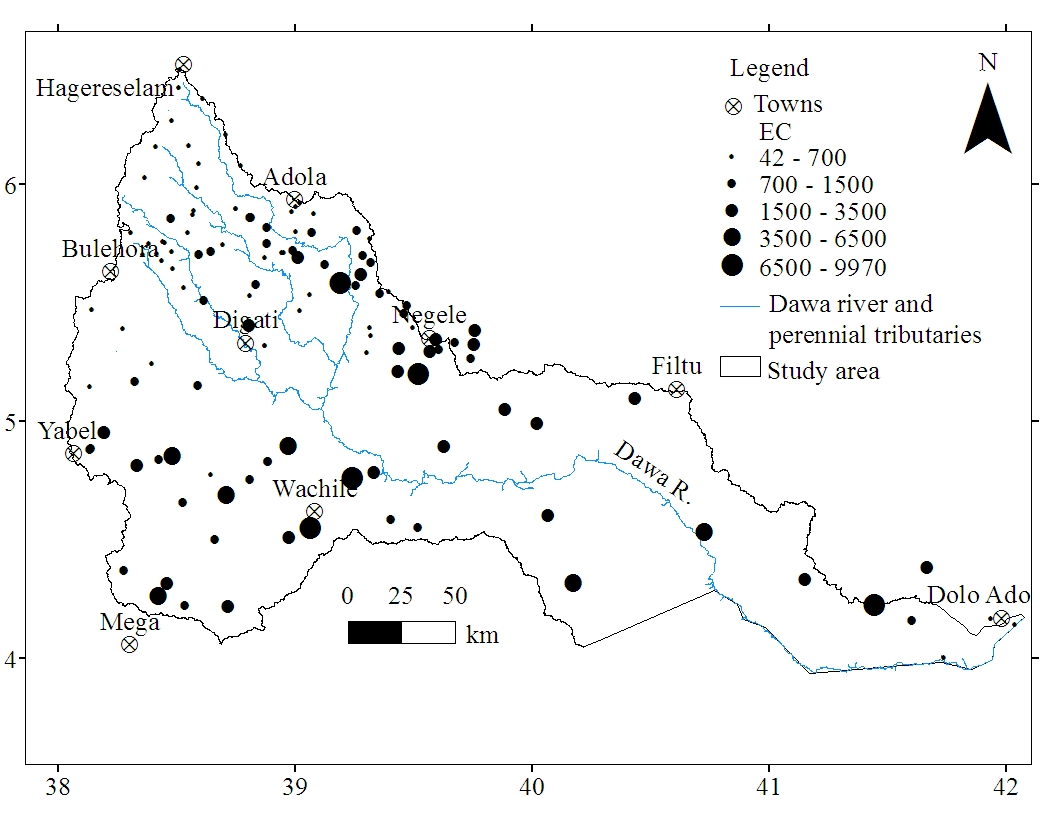 Legend
N
Towns
EC
42 - 700
700 - 1500
1500 - 3500
3500 - 6500
6500 - 9970
Dawa river and
perennial tributaries
Study area
Hagereselam
Adola
Bulehora
Digati
Negele
Filtu
Yabel
Wachile
Dawa R.
Mega
Dolo Ado
0 25 50
km
6
5
4
38 39 40 41 42